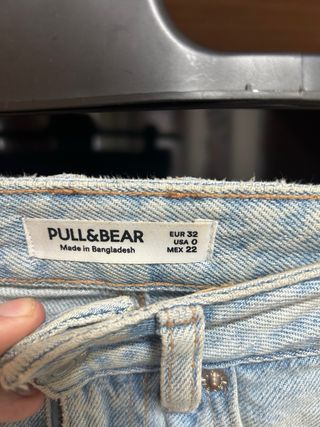 PULL&BEAR
Made in Bangladesh
EUR 32
USA 0
MEX 22